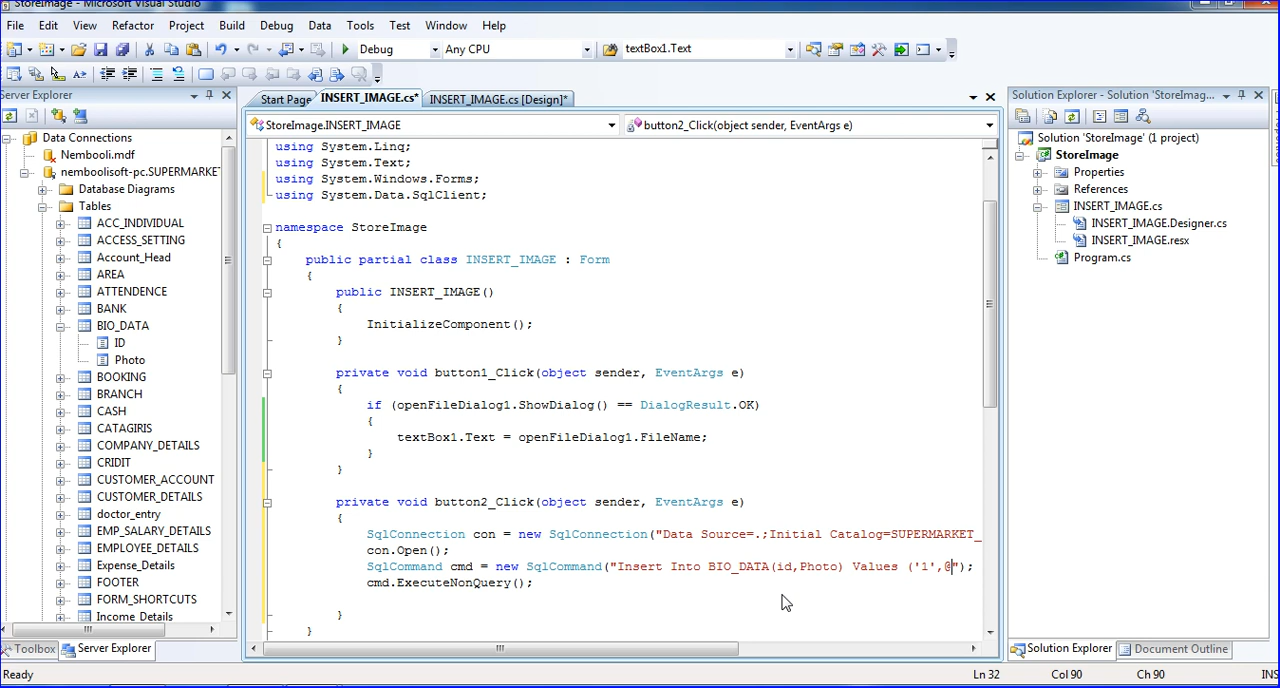 StoreImage - Microsoft Visual Studio
File Edit View Refactor Project Build Debug Data Tools Test Window Help
Debug Any CPU textBox1.Text
Server Explorer
Data Connections
Nembooli.mdf
nemboolisoft-pc.SUPERMARKET
Database Diagrams
Tables
ACC_INDIVIDUAL
ACCESS_SETTING
Account_Head
AREA
ATTENDENCE
BANK
BIO_DATA
ID
Photo
BOOKING
BRANCH
CASH
CATAGIRIS
COMPANY_DETAILS
CRIDIT
CUSTOMER_ACCOUNT
CUSTOMER_DETAILS
doctor_entry
EMP_SALARY_DETAILS
EMPLOYEE_DETAILS
Expense_Details
FOOTER
FORM_SHORTCUTS
Income_Details
Toolbox Server Explorer
Start Page INSERT_IMAGE.cs* INSERT_IMAGE.cs [Design]*
StoreImage.INSERT_IMAGE button2_Click(object sender, EventArgs e)
using System.Linq;
using System.Text;
using System.Windows.Forms;
using System.Data.SqlClient;
namespace StoreImage
{
public partial class INSERT_IMAGE : Form
{
public INSERT_IMAGE()
{
InitializeComponent();
}
private void button1_Click(object sender, EventArgs e)
{
if (openFileDialog1.ShowDialog() == DialogResult.OK)
{
textBox1.Text = openFileDialog1.FileName;
}
}
private void button2_Click(object sender, EventArgs e)
{
SqlConnection con = new SqlConnection("Data Source=.;Initial Catalog=SUPERMARKET_
con.Open();
SqlCommand cmd = new SqlCommand("Insert Into BIO_DATA(id,Photo) Values ('1',@");
cmd.ExecuteNonQuery();
}
}
Solution Explorer - Solution 'StoreImag...
Solution 'StoreImage' (1 project)
StoreImage
Properties
References
INSERT_IMAGE.cs
INSERT_IMAGE.Designer.cs
INSERT_IMAGE.resx
Program.cs
Solution Explorer Document Outline
Ready Ln 32 Col 90 Ch 90 INS